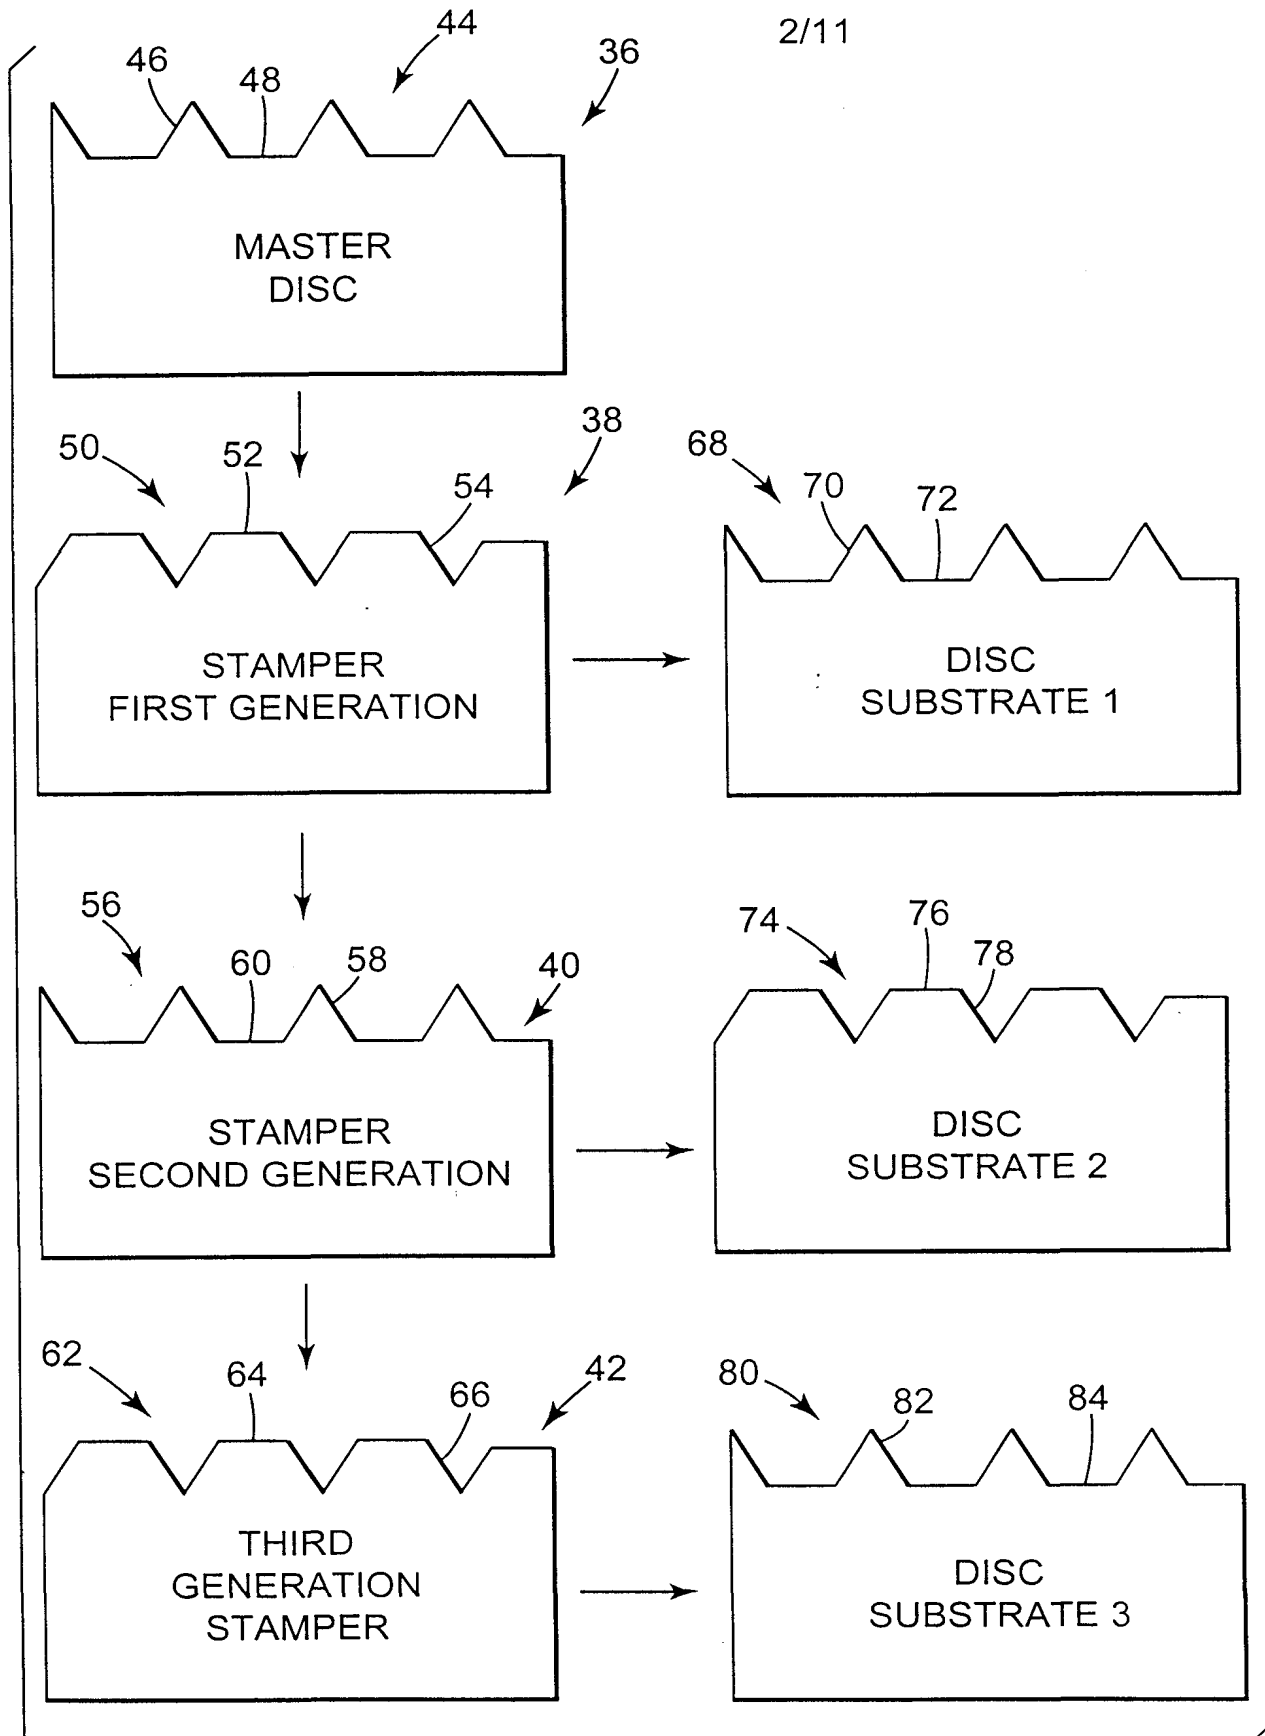 2/11
44
36
46
48
MASTER
DISC
50
52
54
38
68
70
72
STAMPER
FIRST GENERATION
DISC
SUBSTRATE 1
56
60
58
40
74
76
78
STAMPER
SECOND GENERATION
DISC
SUBSTRATE 2
62
64
66
42
80
82
84
THIRD
GENERATION
STAMPER
DISC
SUBSTRATE 3